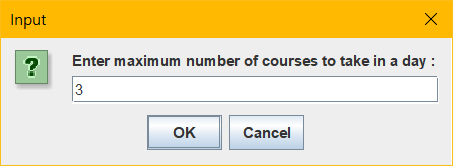 Input
Enter maximum number of courses to take in a day :
3
OK
Cancel